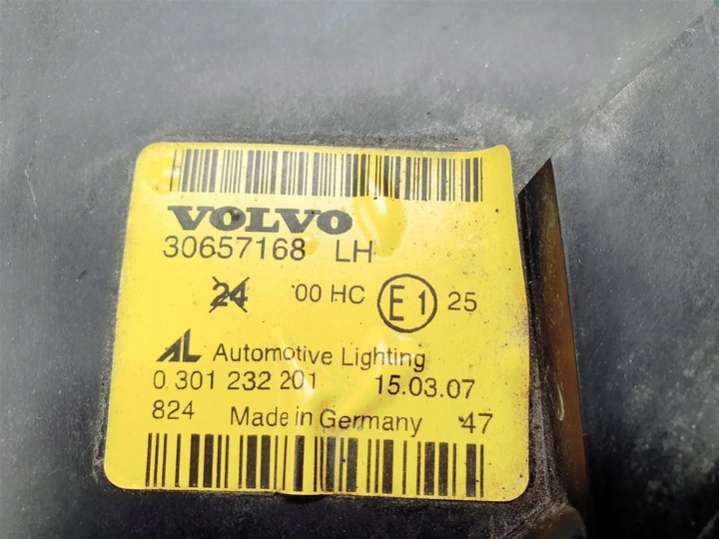 VOLVO
30657168 LH
24 00 HC E1 25
AL Automotive Lighting
0 301 232 201 15.03.07
824 Made in Germany 47